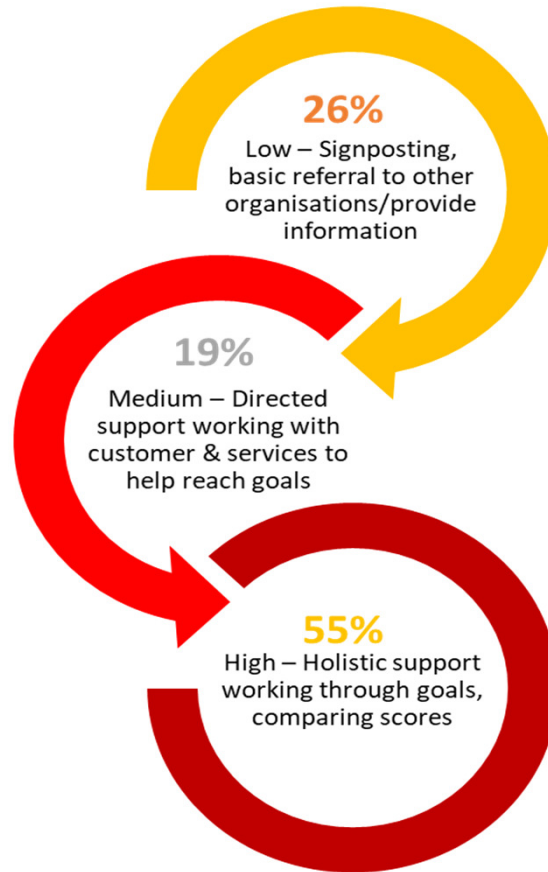 26%
Low – Signposting,
basic referral to other
organisations/provide
information
19%
Medium – Directed
support working with
customer & services to
help reach goals
55%
High – Holistic support
working through goals,
comparing scores